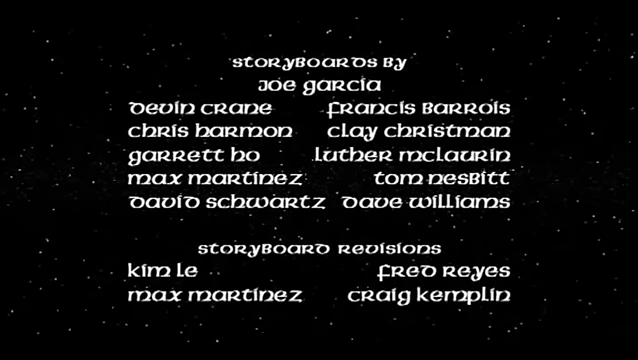 storyboards by
joe garcia
devin crane francis barrois
chris harmon clay christman
garrett ho luther mclaurin
max martinez tom nesbitt
david schwartz dave williams
storyboard revisions
kim le fred reyes
max martinez craig kemplin